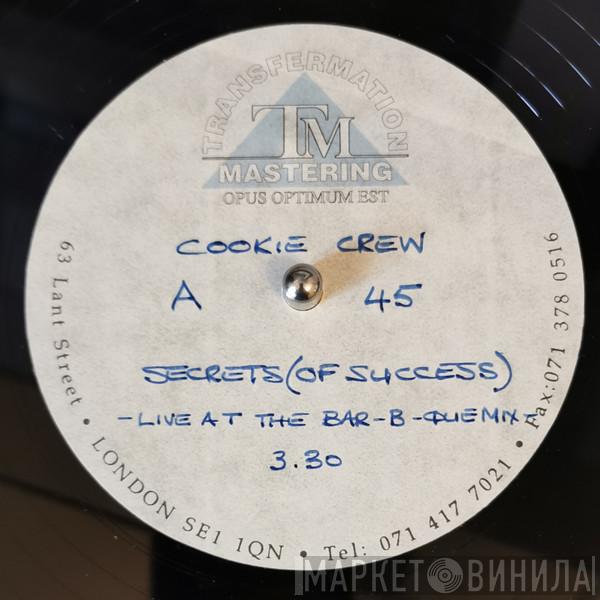 TRANSFERMATION
TM
MASTERING
OPUS OPTIMUM EST
COOKIE CREW
A 45
SECRETS (OF SUCCESS)
-LIVE AT THE BAR-B-QUE MIX-
3.30
63 Lant Street • LONDON SE1 1QN • Tel: 071 417 7021 • Fax:071 378 0516
МАРКЕТ ВИНИЛА